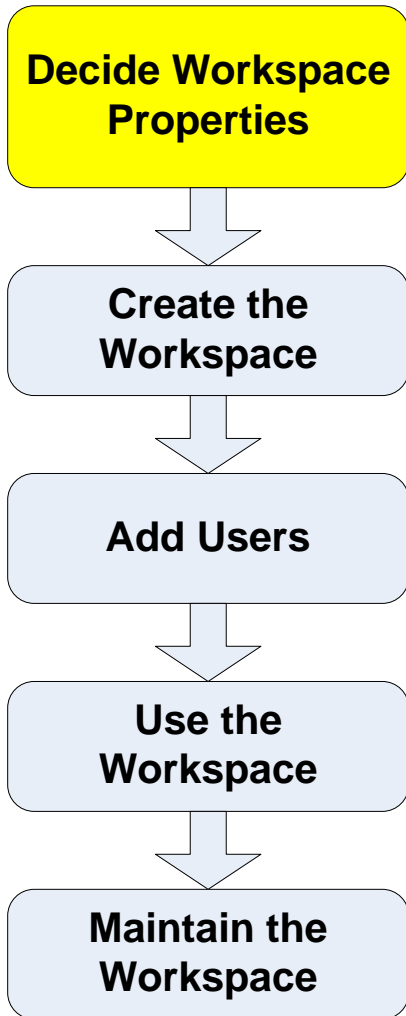 Decide Workspace
Properties
Create the
Workspace
Add Users
Use the
Workspace
Maintain the
Workspace